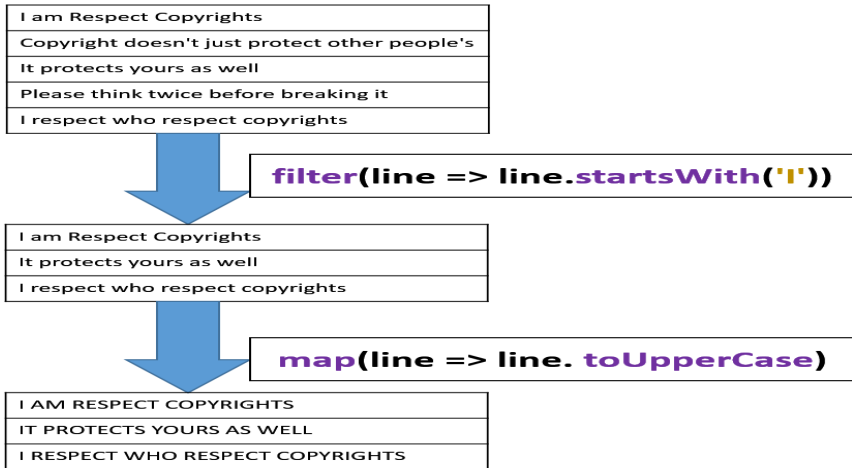 I am Respect Copyrights
Copyright doesn't just protect other people's
It protects yours as well
Please think twice before breaking it
I respect who respect copyrights
filter(line => line.startsWith('I'))
I am Respect Copyrights
It protects yours as well
I respect who respect copyrights
map(line => line. toUpperCase)
I AM RESPECT COPYRIGHTS
IT PROTECTS YOURS AS WELL
I RESPECT WHO RESPECT COPYRIGHTS